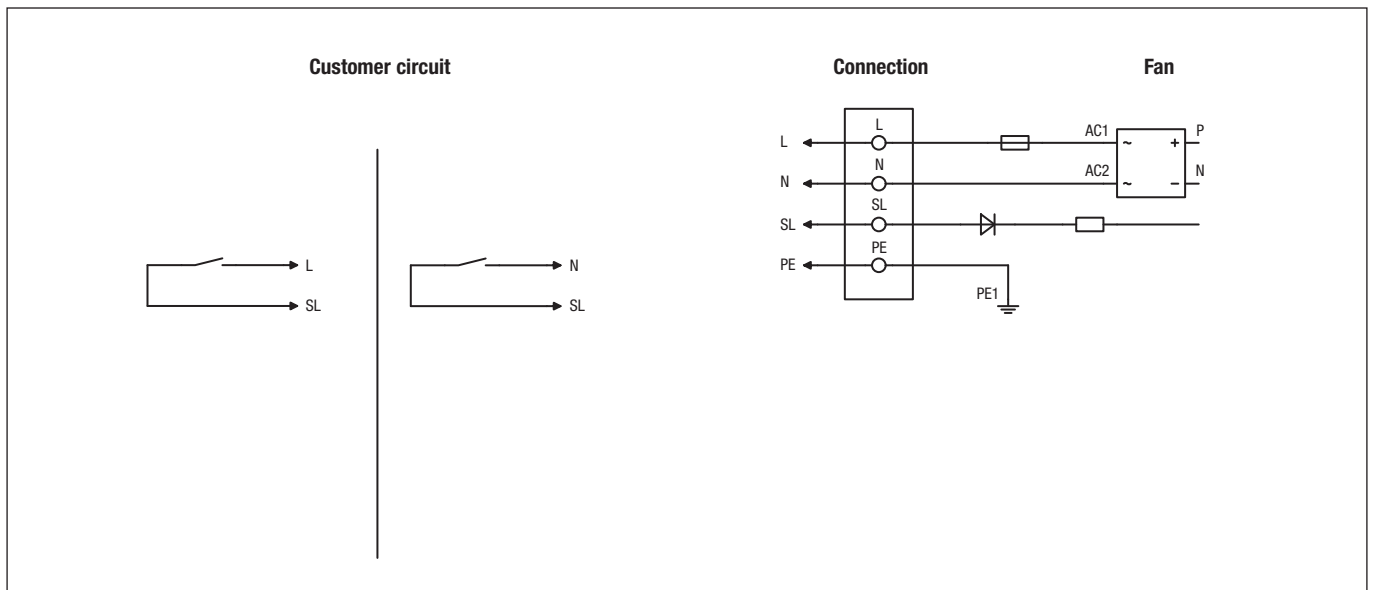 Customer circuit
Connection
Fan
L
SL
N
SL
L
N
SL
PE
L
N
SL
PE
PE1
AC1
AC2
~
~
+
−
P
N